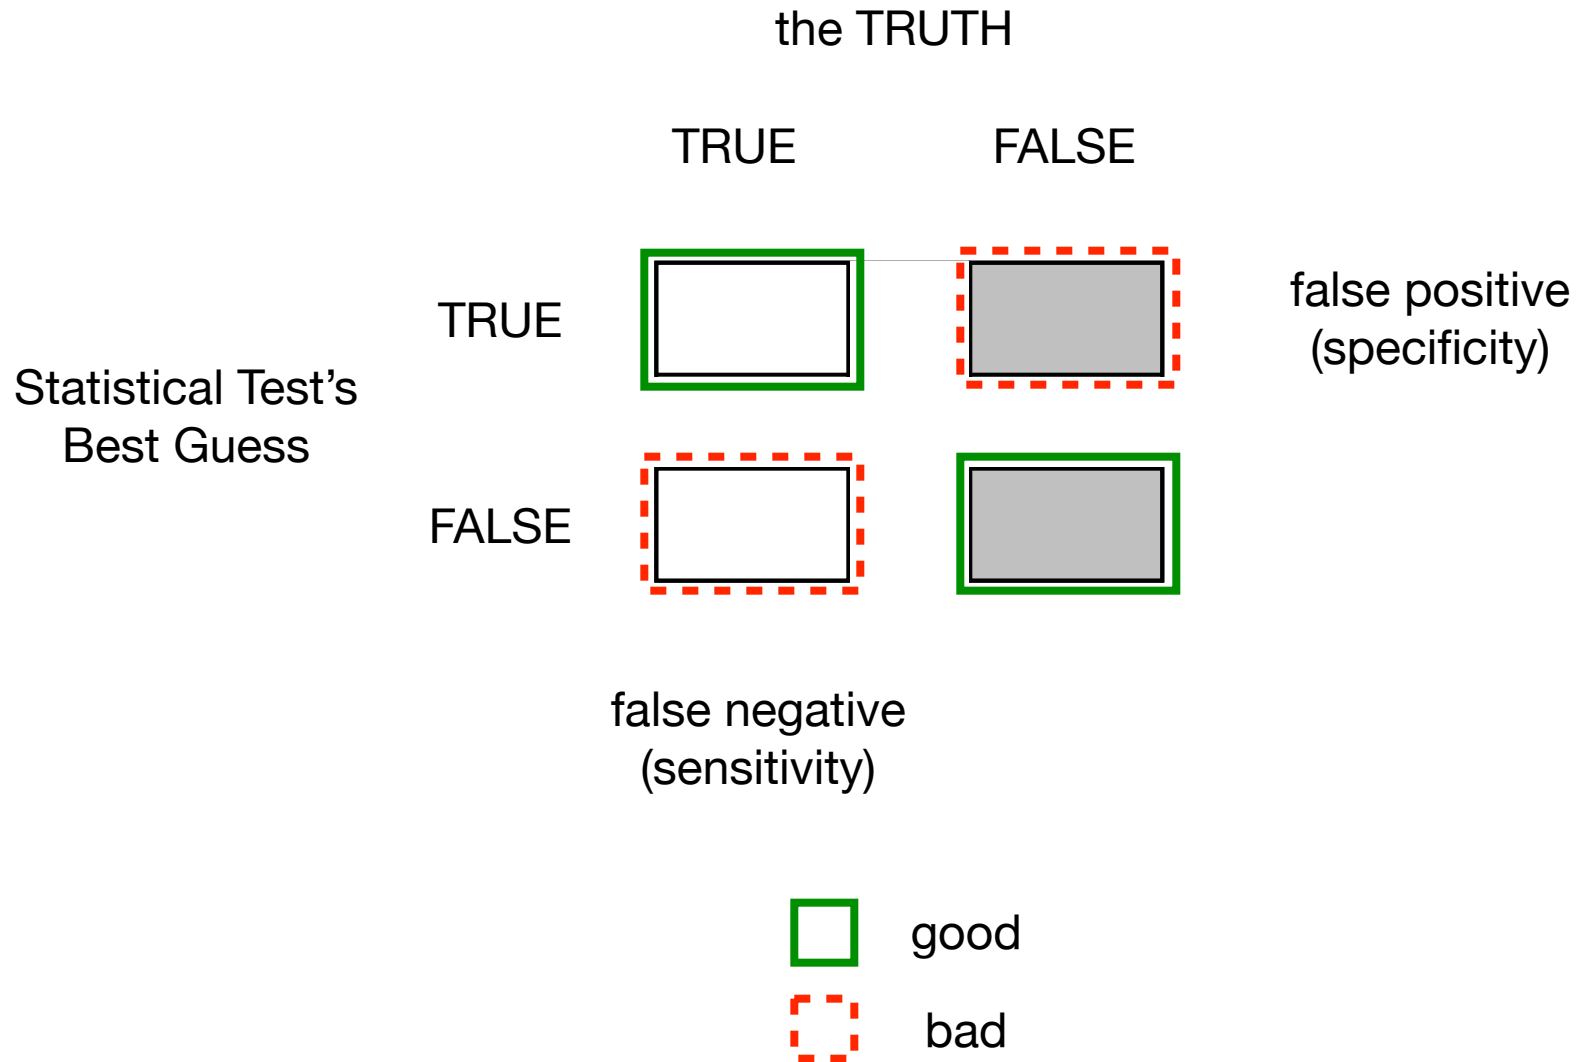 the TRUTH
TRUE FALSE
TRUE
false positive
(specificity)
Statistical Test’s
Best Guess
FALSE
false negative
(sensitivity)
good
bad